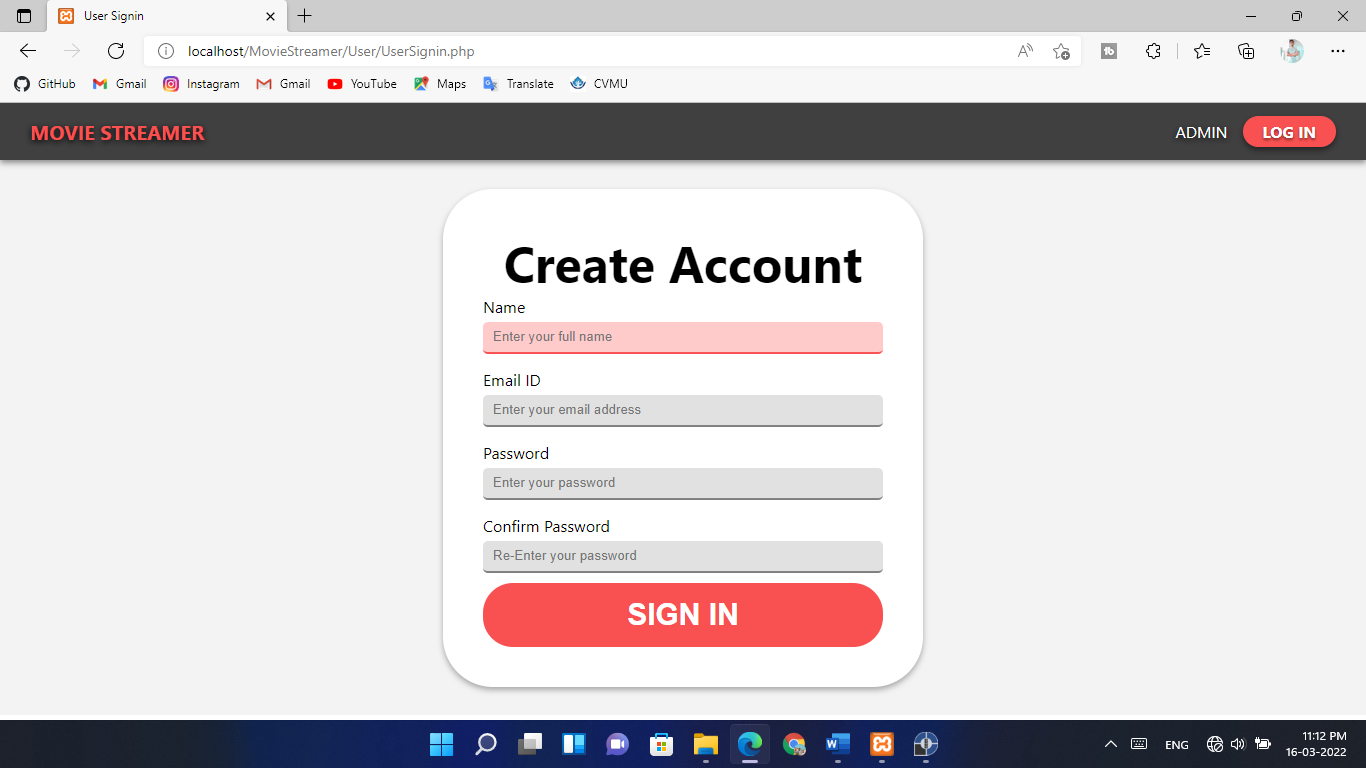 User Signin
localhost/MovieStreamer/User/UserSignin.php
GitHub Gmail Instagram Gmail YouTube Maps Translate CVMU
MOVIE STREAMER ADMIN LOG IN
Create Account
Name
Enter your full name
Email ID
Enter your email address
Password
Enter your password
Confirm Password
Re-Enter your password
SIGN IN
ENG
11:12 PM
16-03-2022